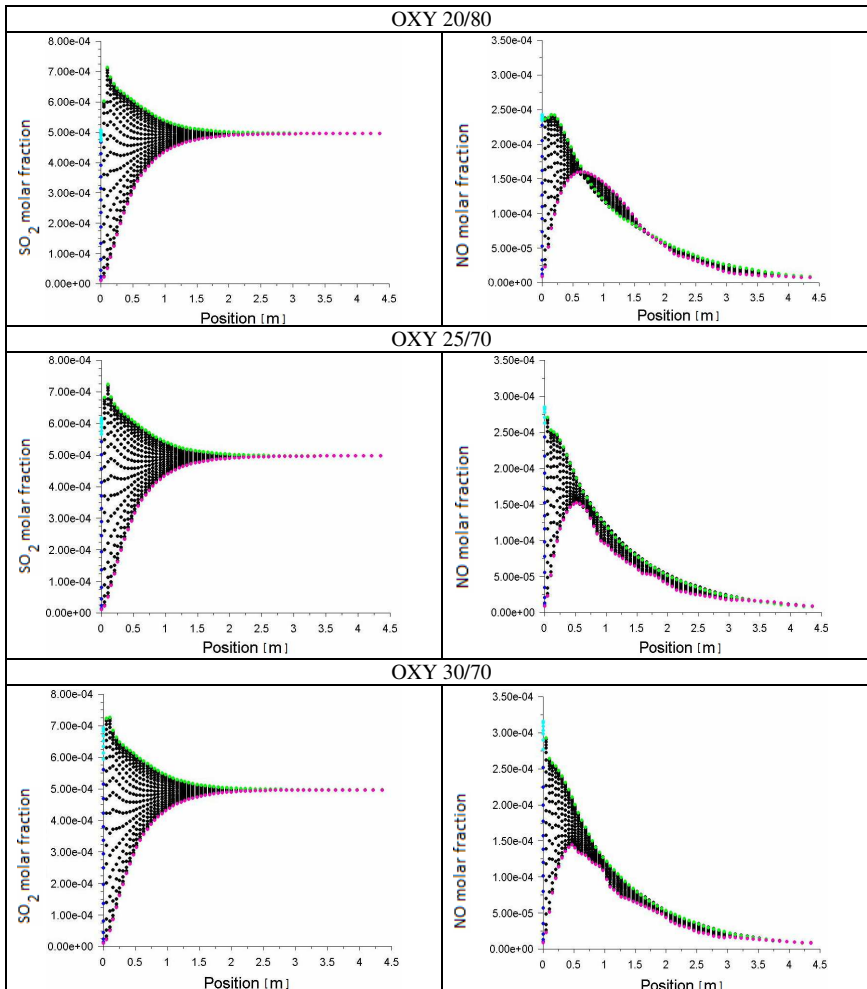 OXY 20/80
8.00e-04
7.00e-04
6.00e-04
5.00e-04
4.00e-04
3.00e-04
2.00e-04
1.00e-04
0.00e+00
SO2 molar fraction
0 0.5 1 1.5 2 2.5 3 3.5 4 4.5
Position [m]
3.50e-04
3.00e-04
2.50e-04
2.00e-04
1.50e-04
1.00e-04
5.00e-05
0.00e+00
NO molar fraction
0 0.5 1 1.5 2 2.5 3 3.5 4 4.5
Position [m]
OXY 25/70
8.00e-04
7.00e-04
6.00e-04
5.00e-04
4.00e-04
3.00e-04
2.00e-04
1.00e-04
0.00e+00
SO2 molar fraction
0 0.5 1 1.5 2 2.5 3 3.5 4 4.5
Position [m]
3.50e-04
3.00e-04
2.50e-04
2.00e-04
1.50e-04
1.00e-04
5.00e-05
0.00e+00
NO molar fraction
0 0.5 1 1.5 2 2.5 3 3.5 4 4.5
Position [m]
OXY 30/70
8.00e-04
7.00e-04
6.00e-04
5.00e-04
4.00e-04
3.00e-04
2.00e-04
1.00e-04
0.00e+00
SO2 molar fraction
0 0.5 1 1.5 2 2.5 3 3.5 4 4.5
Position [m]
3.50e-04
3.00e-04
2.50e-04
2.00e-04
1.50e-04
1.00e-04
5.00e-05
0.00e+00
NO molar fraction
0 0.5 1 1.5 2 2.5 3 3.5 4 4.5
Position [m]